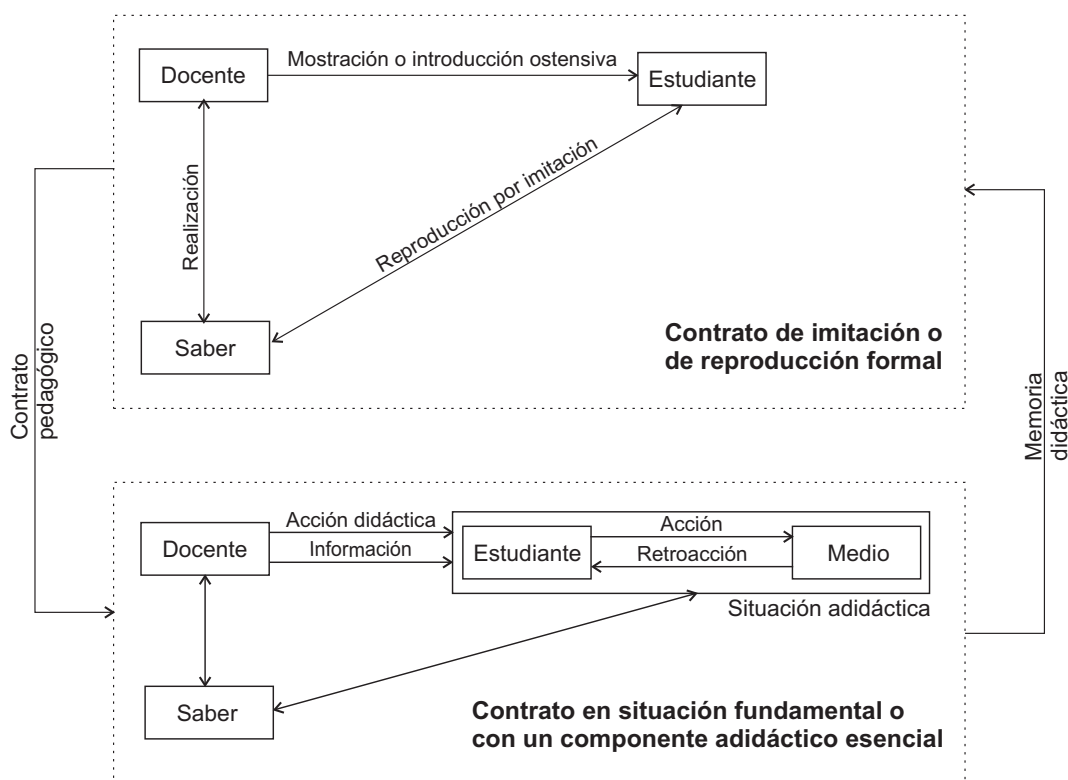 Docente
Mostración o introducción ostensiva
Estudiante
Realización
Reproducción por imitación
Saber
Contrato de imitación o
de reproducción formal
Contrato
pedagógico
Memoria
didáctica
Docente
Acción didáctica
Información
Estudiante
Acción
Retroacción
Medio
Situación adidáctica
Saber
Contrato en situación fundamental o
con un componente adidáctico esencial